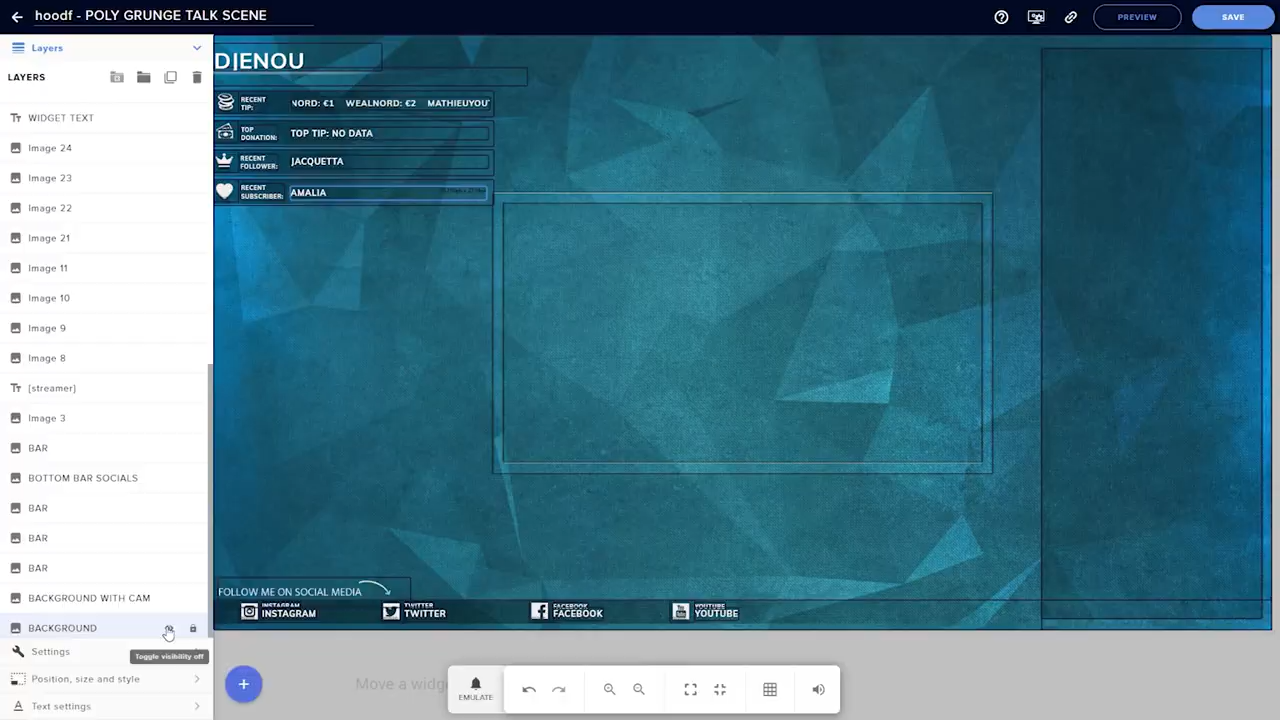 hoodf - POLY GRUNGE TALK SCENE
PREVIEW
SAVE
Layers
LAYERS
WIDGET TEXT
Image 24
Image 23
Image 22
Image 21
Image 11
Image 10
Image 9
Image 8
[streamer]
Image 3
BAR
BOTTOM BAR SOCIALS
BAR
BAR
BAR
BACKGROUND WITH CAM
BACKGROUND
Toggle visibility off
Settings
Position, size and style
Text settings
DJENOU
RECENT TIP:
NORD: €1 WEALNORD: €2 MATHIEUYOU
TOP DONATION:
TOP TIP: NO DATA
RECENT FOLLOWER:
JACQUETTA
RECENT SUBSCRIBER:
AMALIA
FOLLOW ME ON SOCIAL MEDIA
INSTAGRAM
INSTAGRAM
TWITTER
TWITTER
FACEBOOK
FACEBOOK
YOUTUBE
YOUTUBE
Move a widg
EMULATE